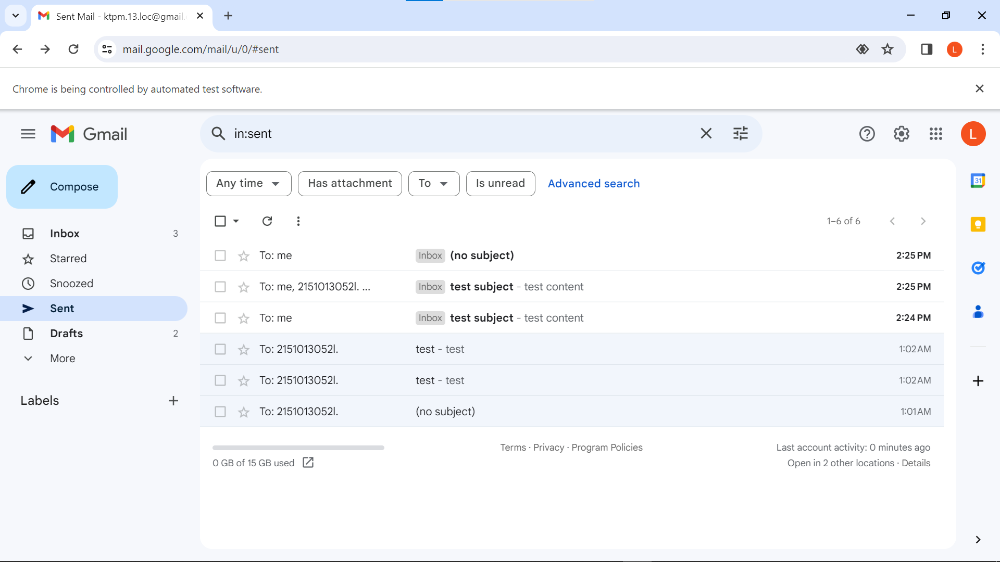 Sent Mail - ktpm.13.loc@gmail.
mail.google.com/mail/u/0/#sent
L
Chrome is being controlled by automated test software.
Gmail
in:sent
L
Compose
Any time
Has attachment
To
Is unread
Advanced search
31
1–6 of 6
Inbox 3
Starred
Snoozed
Sent
Drafts 2
More
Labels
To: me Inbox (no subject) 2:25 PM
To: me, 2151013052l. ... Inbox test subject - test content 2:25 PM
To: me Inbox test subject - test content 2:24 PM
To: 2151013052l. test - test 1:02 AM
To: 2151013052l. test - test 1:02 AM
To: 2151013052l. (no subject) 1:01 AM
0 GB of 15 GB used
Terms · Privacy · Program Policies
Last account activity: 0 minutes ago
Open in 2 other locations · Details